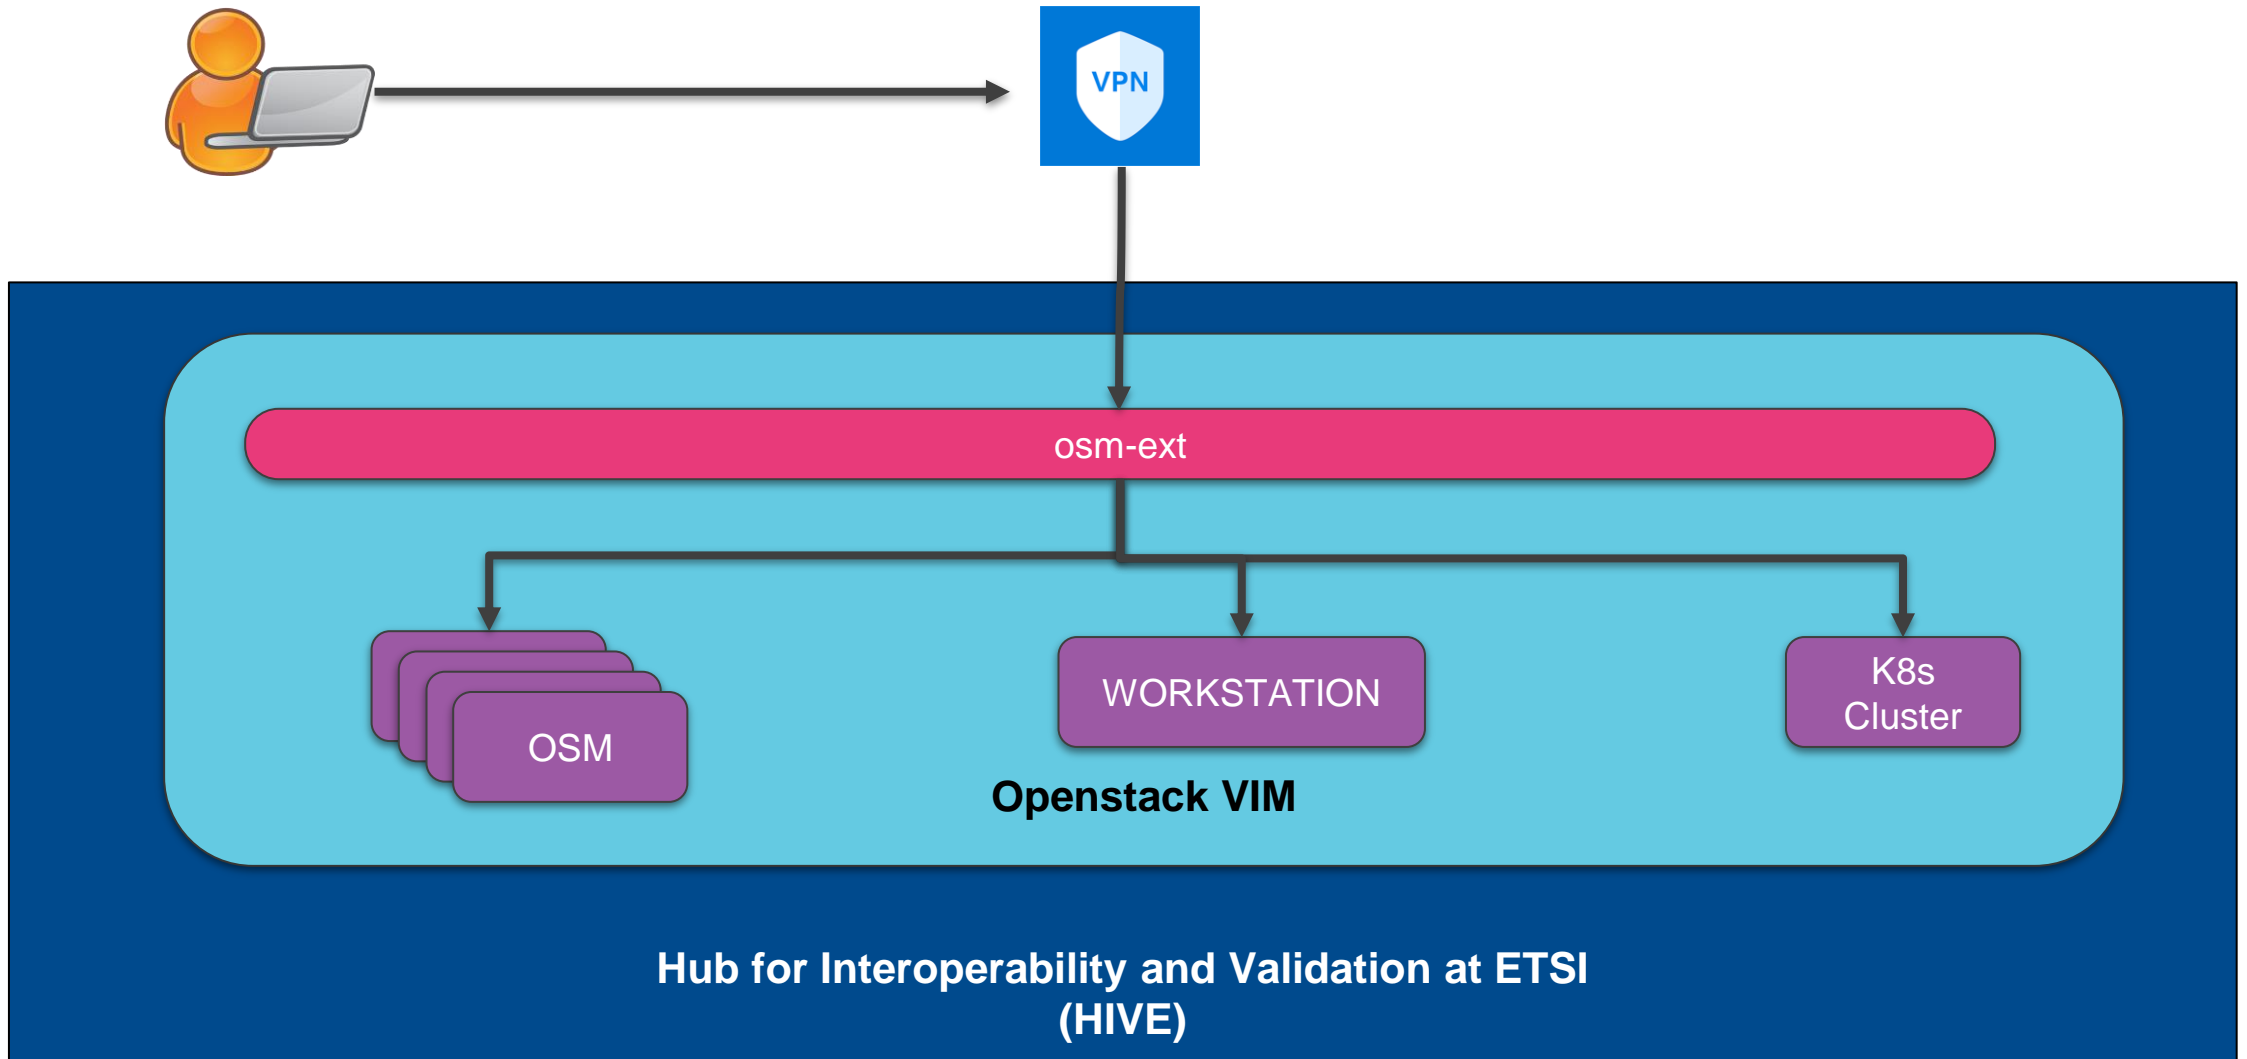 VPN
osm-ext
OSM
WORKSTATION
K8s
Cluster
Openstack VIM
Hub for Interoperability and Validation at ETSI
(HIVE)